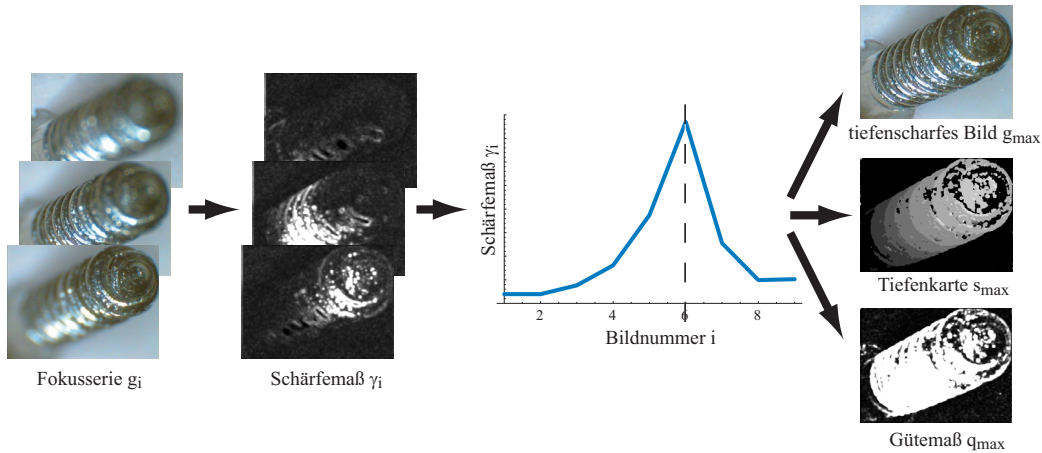 Fokusserie gi
Schärfemaß γi
Schärfemaß γi
2
4
6
8
Bildnummer i
tiefenscharfes Bild gmax
Tiefenkarte smax
Gütemaß qmax